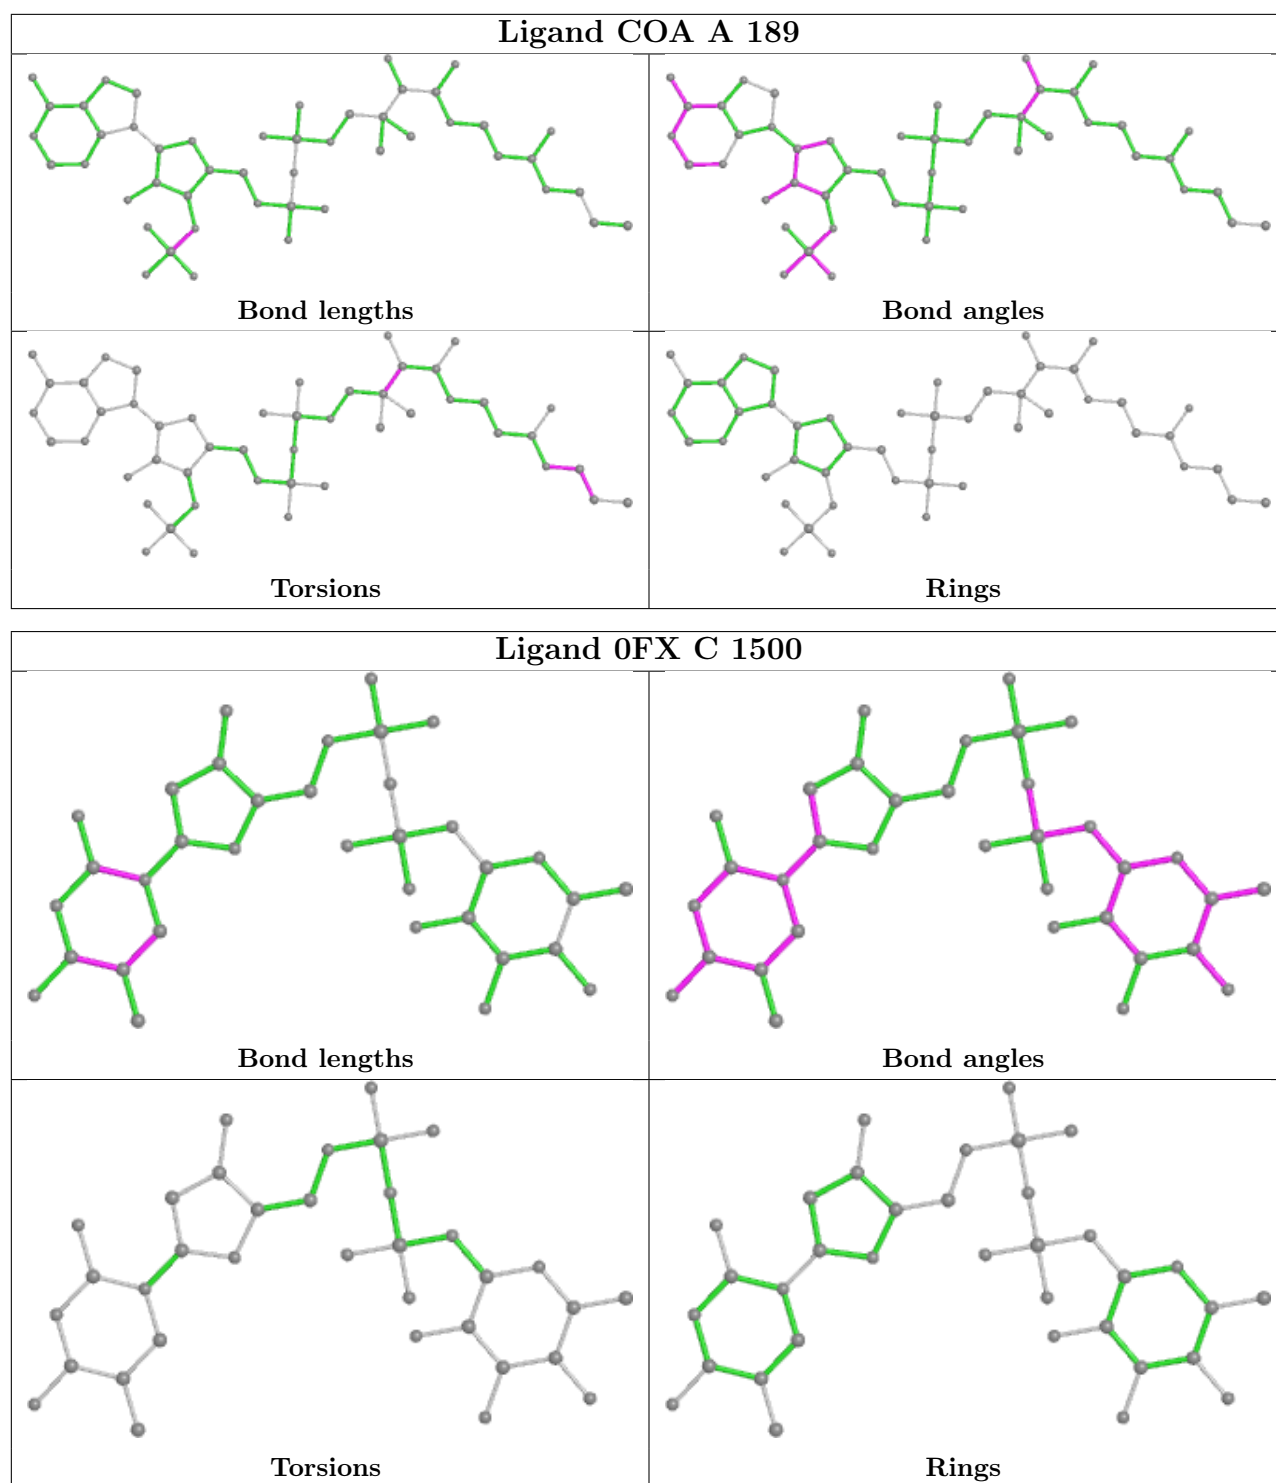 Ligand COA A 189
Bond lengths
Bond angles
Torsions
Rings
Ligand 0FX C 1500
Bond lengths
Bond angles
Torsions
Rings